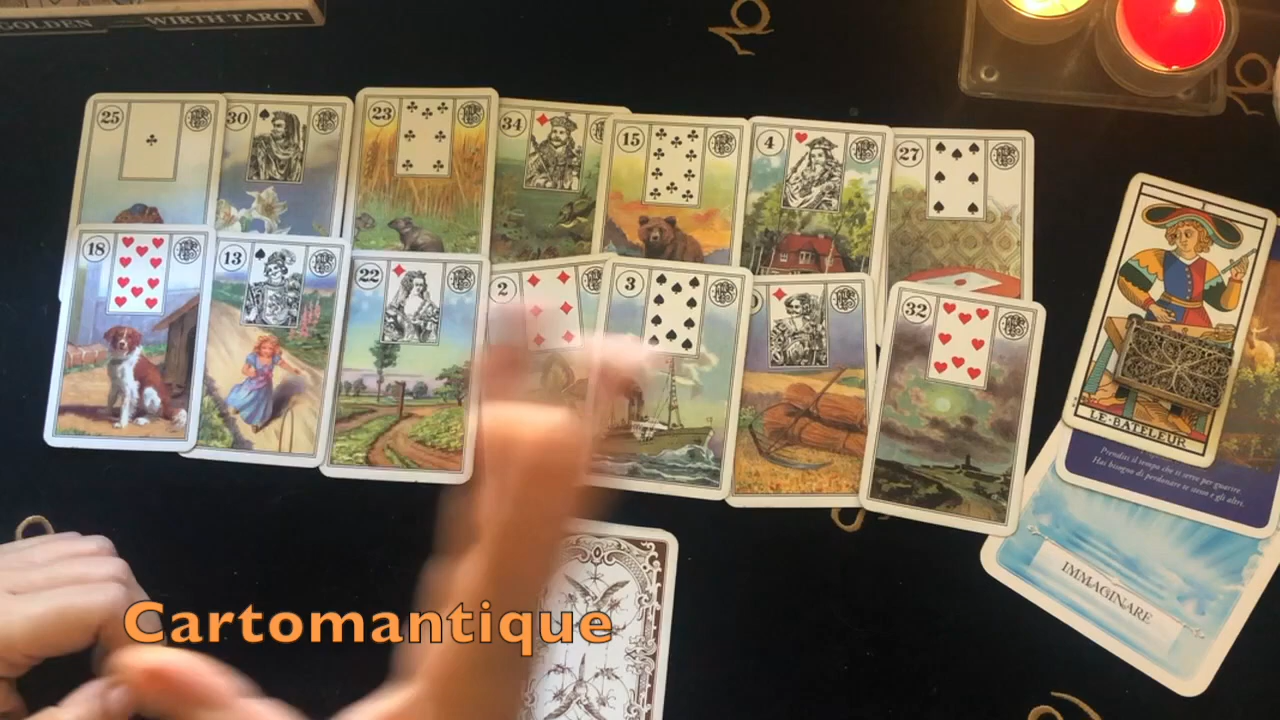 GOLDEN WIRTH TAROT
25
30
23
34
15
4
27
18
13
22
2
3
32
LE·BATELEUR
Prenditi il tempo che ti serve per guarire.
Hai bisogno di perdonare te stesso e gli altri.
IMMAGINARE
Cartomantique